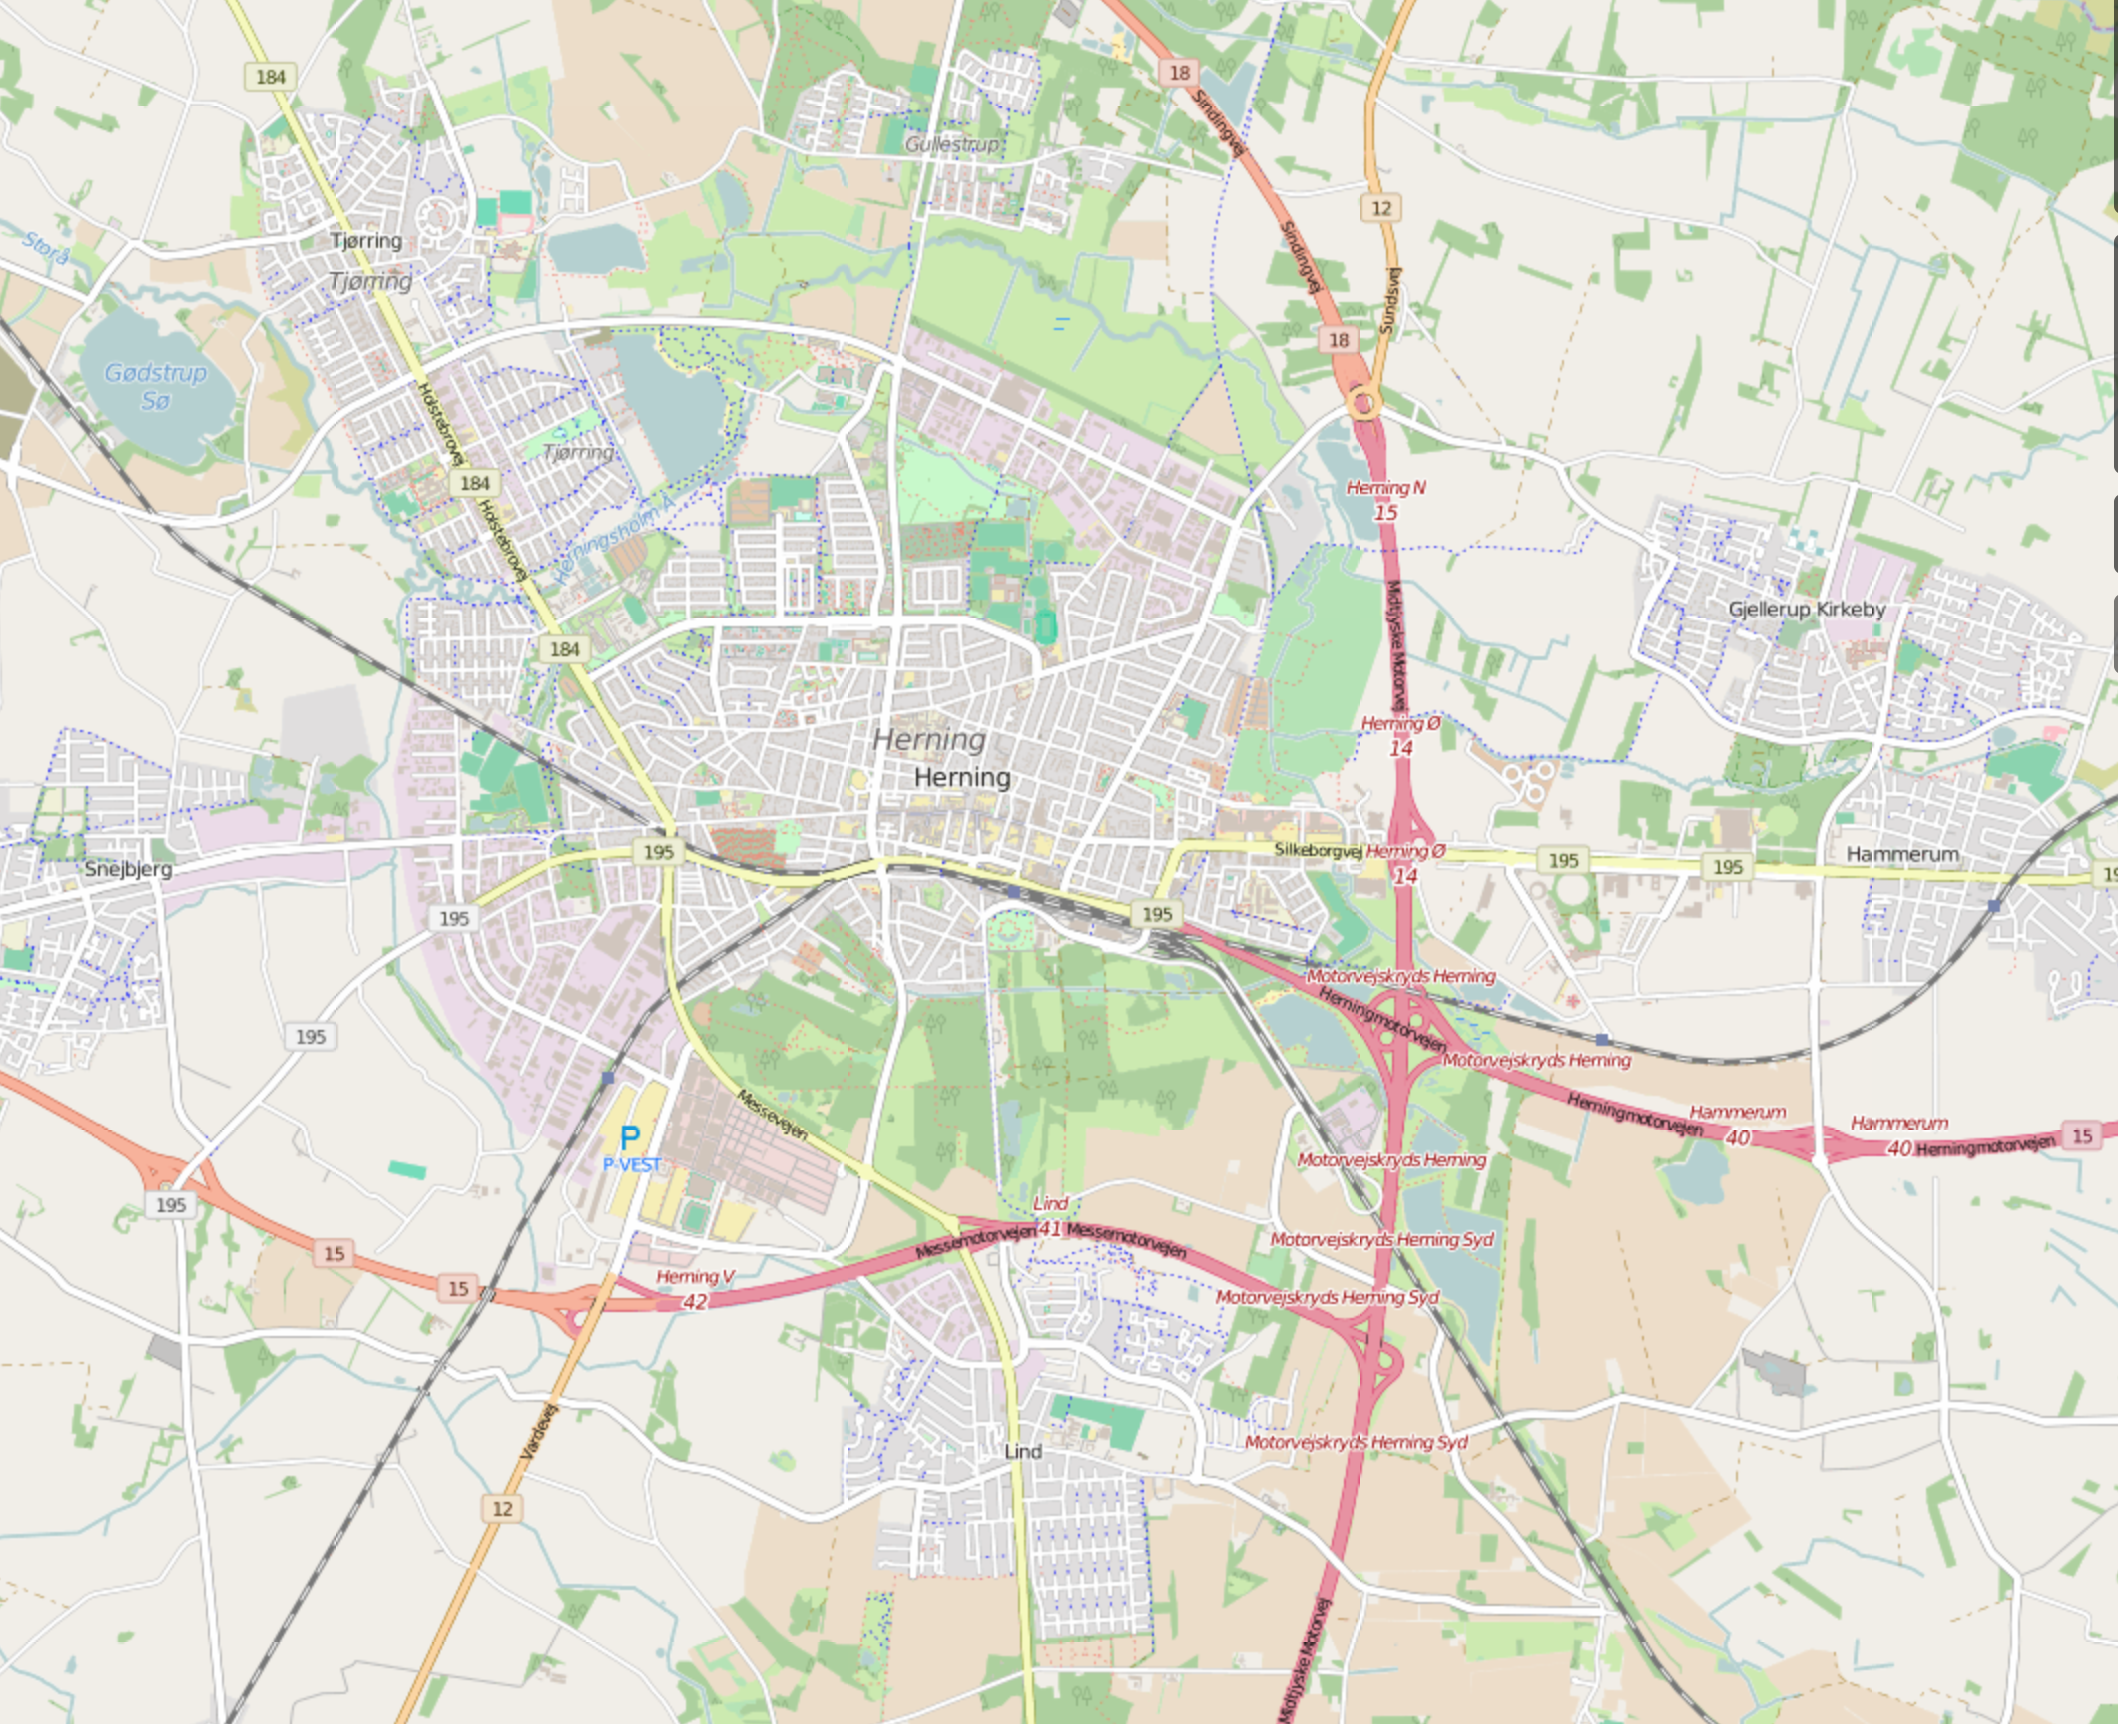 184
18
Sindingvej
Gullestrup
12
Tjørring
Storå
Sindingvej
Tjørring
Sundsvej
18
Gødstrup
Sø
Holstebrovej
Tjørring
184
Herning N
15
Holstebrovej
Herningsholm Å
Gjellerup Kirkeby
Midtjyske Motorvej
184
Herning Ø
14
Herning
Herning
195
Silkeborgvej
Herning Ø
14
195
195
19
Hammerum
Snejbjerg
195
195
Motorvejskryds Herning
Herningmotorvejen
195
Motorvejskryds Herning
Messevejen
Herningmotorvejen
Hammerum
40
Hammerum
40
Herningmotorvejen
15
P
P-VEST
Motorvejskryds Herning
195
Lind
41
Messemotorvejen
Messemotorvejen
Motorvejskryds Herning Syd
15
15
Herning V
42
Motorvejskryds Herning Syd
Vardevej
Lind
Motorvejskryds Herning Syd
12
Midtjyske Motorvej